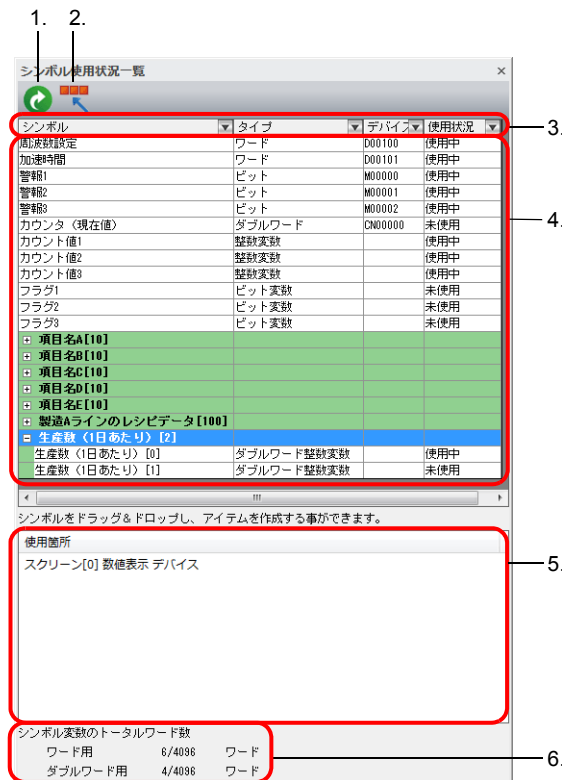 1. 2.
シンボル使用状況一覧 ×
シンボル タイプ デバイス 使用状況 3.
周波数設定 ワード D00100 使用中
加速時間 ワード D00101 使用中
警報1 ビット M00000 使用中
警報2 ビット M00001 使用中
警報3 ビット M00002 使用中
カウンタ（現在値） ダブルワード CN00000 未使用 4.
カウント値1 整数変数 使用中
カウント値2 整数変数 使用中
カウント値3 整数変数 使用中
フラグ1 ビット変数 未使用
フラグ2 ビット変数 未使用
フラグ3 ビット変数 未使用
項目名A[10]
項目名B[10]
項目名C[10]
項目名D[10]
項目名E[10]
製造Aラインのレシピデータ[100]
生産数（1日あたり）[2]
生産数（1日あたり）[0] ダブルワード整数変数 使用中
生産数（1日あたり）[1] ダブルワード整数変数 未使用
シンボルをドラッグ＆ドロップし、アイテムを作成する事ができます。
使用箇所
スクリーン[0] 数値表示 デバイス 5.
シンボル変数のトータルワード数
ワード用 6/4096 ワード 6.
ダブルワード用 4/4096 ワード